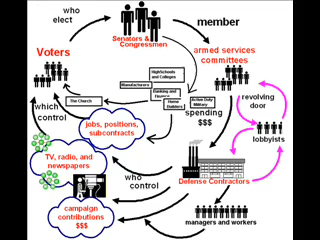 who
elect
member
Senators &
Congressmen
Voters
armed services
committees
HighSchools
and Colleges
Manufacturers
Banking and
Finance
The Church
Home
Builders
Active Duty
Military
which
control
spending
$$$
revolving
door
jobs, positions,
subcontracts
lobbyists
TV, radio, and
newspapers
who
control
Defense Contractors
campaign
contributions
$$$
managers and workers